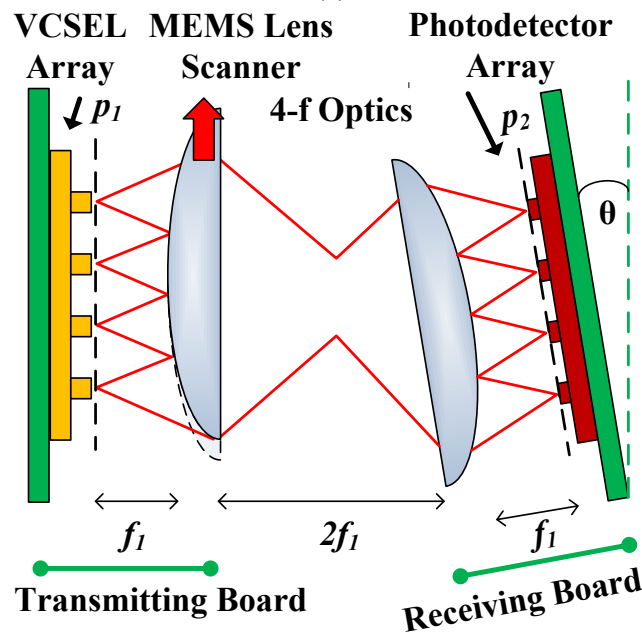 VCSEL
Array
MEMS Lens
Scanner
Photodetector
Array
4-f Optics
p1
p2
θ
f1
2f1
f1
Transmitting Board
Receiving Board